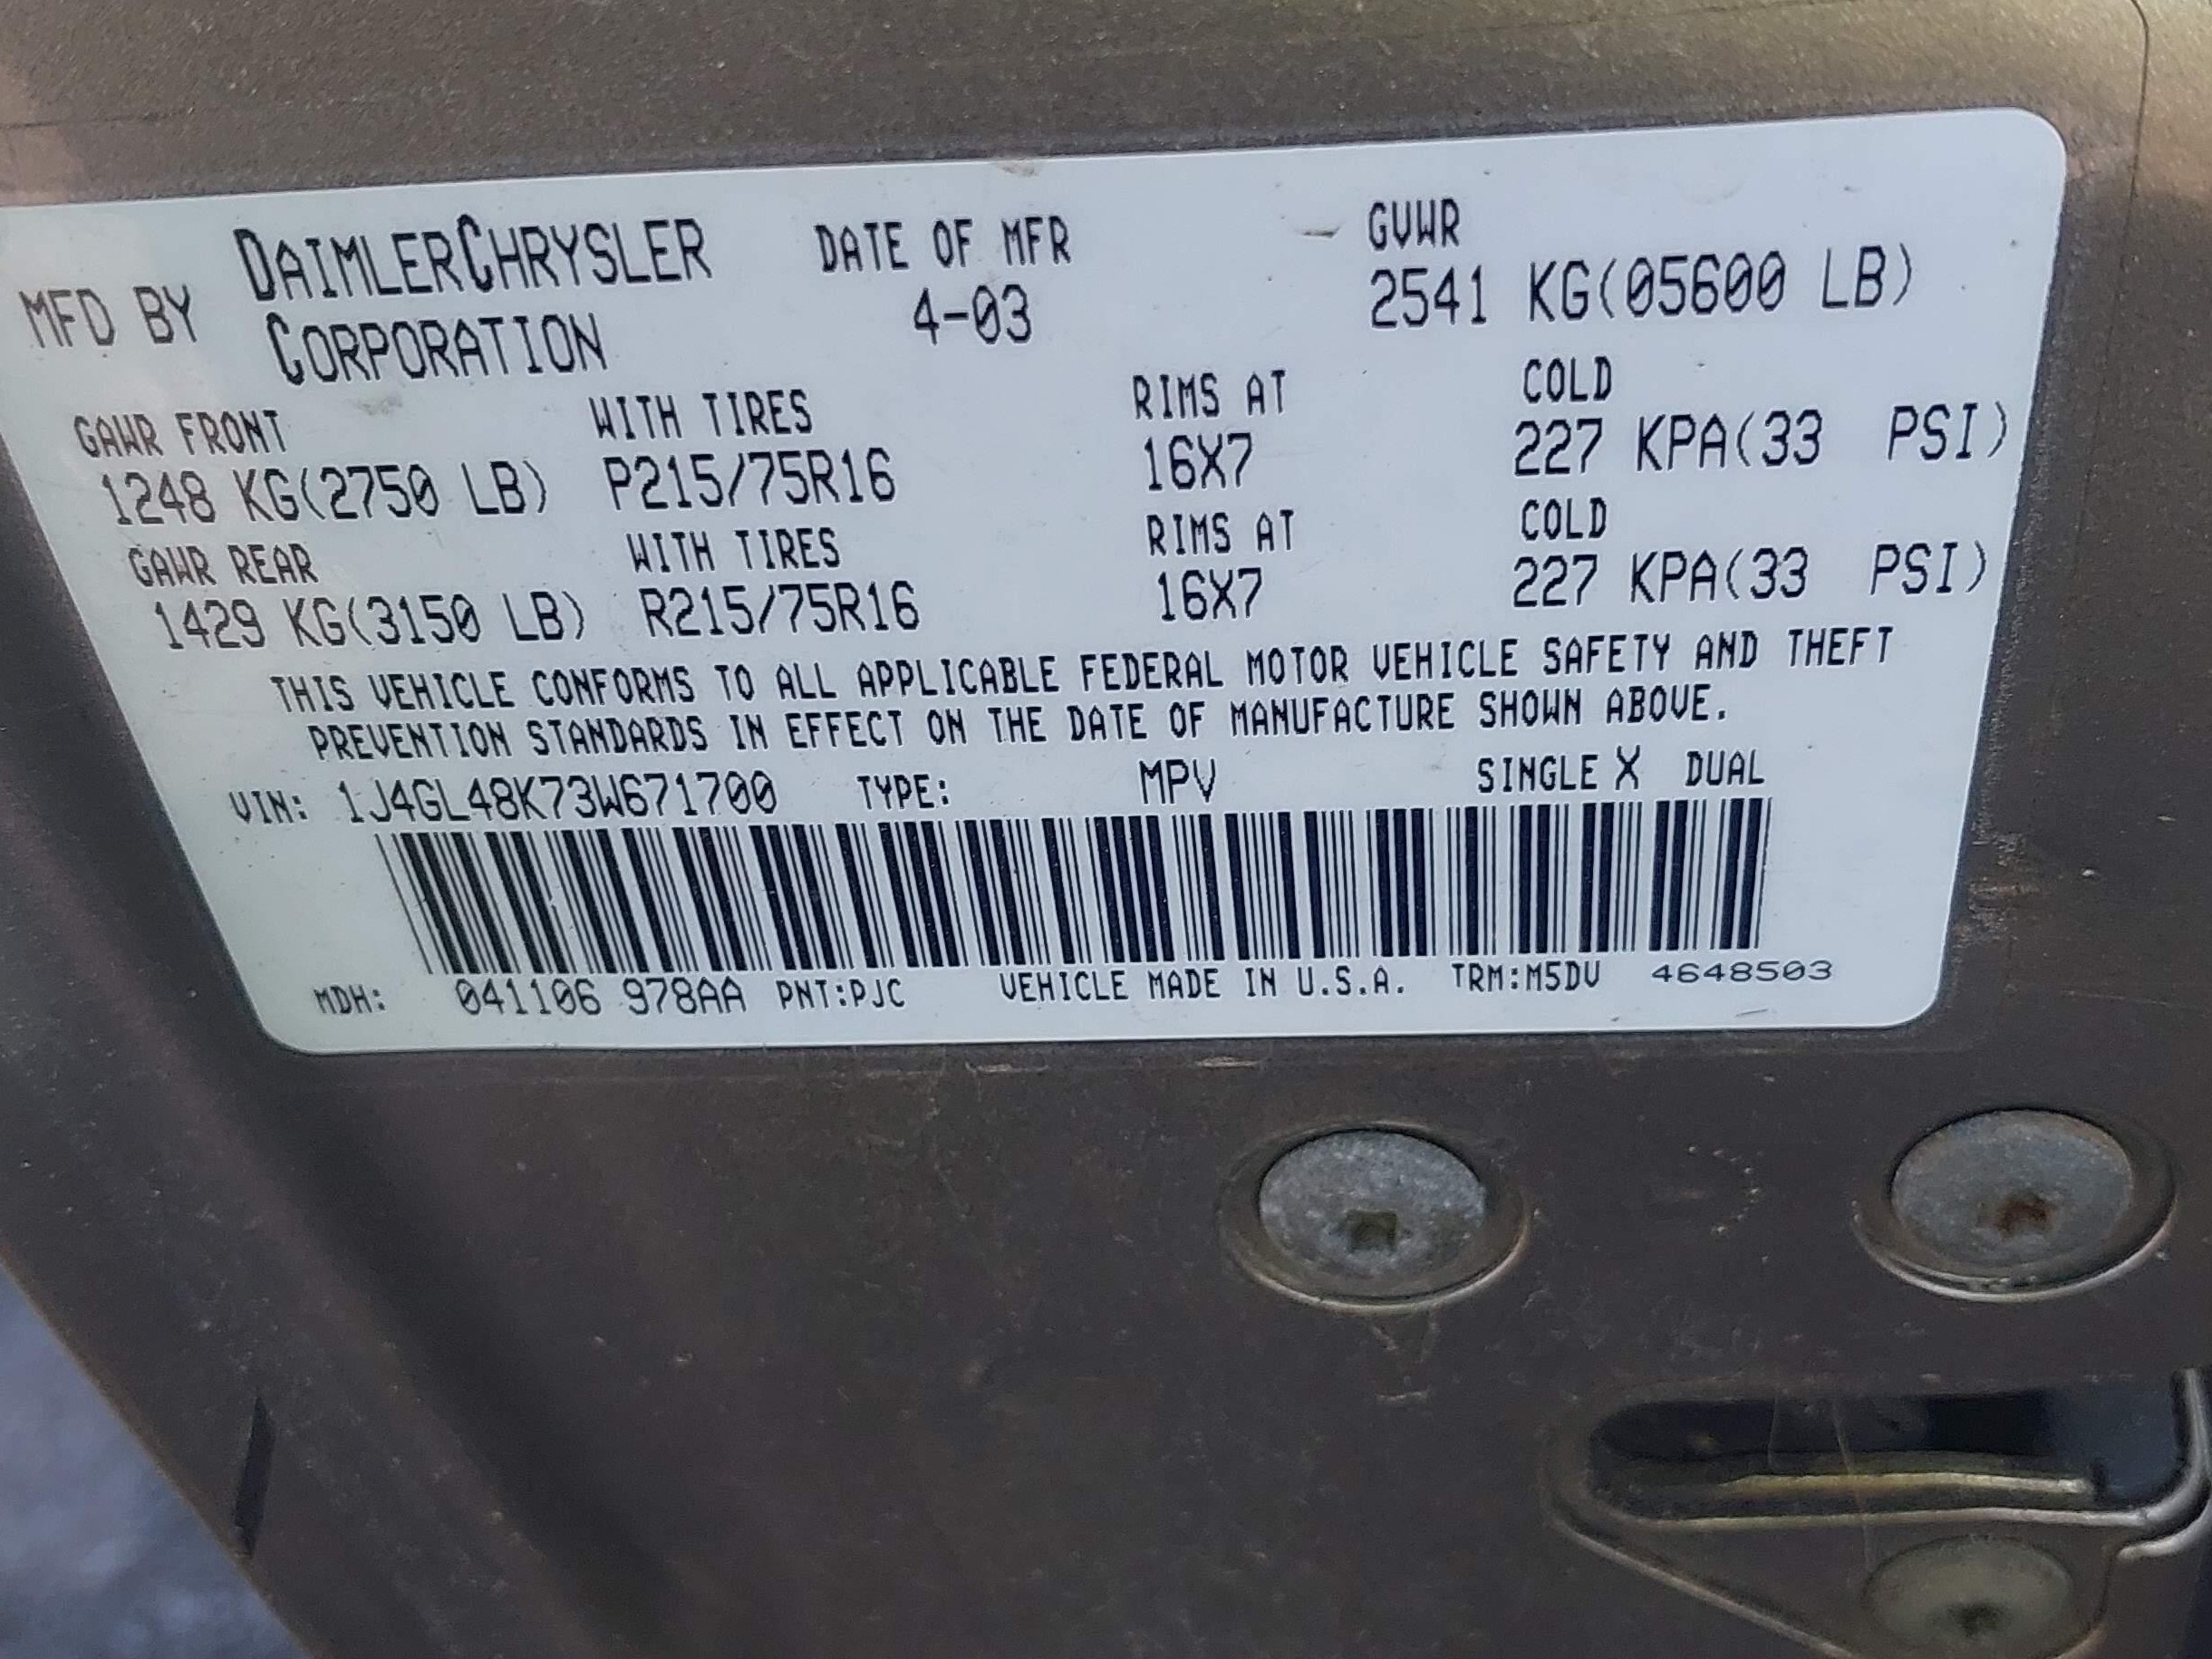 MFD BY DAIMLERCHRYSLER CORPORATION
DATE OF MFR
4-03
GVWR
2541 KG(05600 LB)
GAWR FRONT WITH TIRES RIMS AT COLD
1248 KG(2750 LB) P215/75R16 16X7 227 KPA(33 PSI)
GAWR REAR WITH TIRES RIMS AT COLD
1429 KG(3150 LB) R215/75R16 16X7 227 KPA(33 PSI)
THIS VEHICLE CONFORMS TO ALL APPLICABLE FEDERAL MOTOR VEHICLE SAFETY AND THEFT
PREVENTION STANDARDS IN EFFECT ON THE DATE OF MANUFACTURE SHOWN ABOVE.
VIN: 1J4GL48K73W671700 TYPE: MPV SINGLE X DUAL
MDH: 041106 978AA PNT:PJC VEHICLE MADE IN U.S.A. TRM:M5DV 4648503